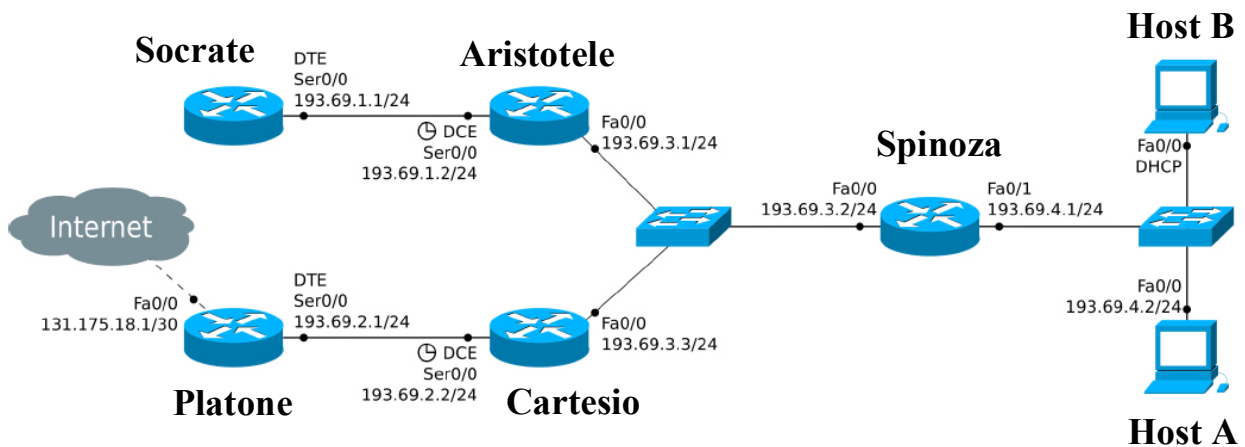 Host B
Socrate
Aristotele
DTE
Ser0/0
193.69.1.1/24
DCE
Ser0/0
193.69.1.2/24
Fa0/0
193.69.3.1/24
Spinoza
Fa0/0
DHCP
Fa0/0
193.69.3.2/24
Fa0/1
193.69.4.1/24
Internet
Fa0/0
131.175.18.1/30
DTE
Ser0/0
193.69.2.1/24
DCE
Ser0/0
193.69.2.2/24
Fa0/0
193.69.3.3/24
Fa0/0
193.69.4.2/24
Platone
Cartesio
Host A